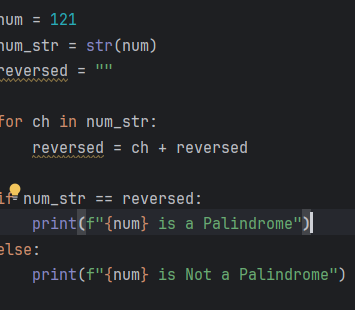 num = 121
num_str = str(num)
reversed = ""
for ch in num_str:
reversed = ch + reversed
if num_str == reversed:
print(f"{num} is a Palindrome")
else:
print(f"{num} is Not a Palindrome")